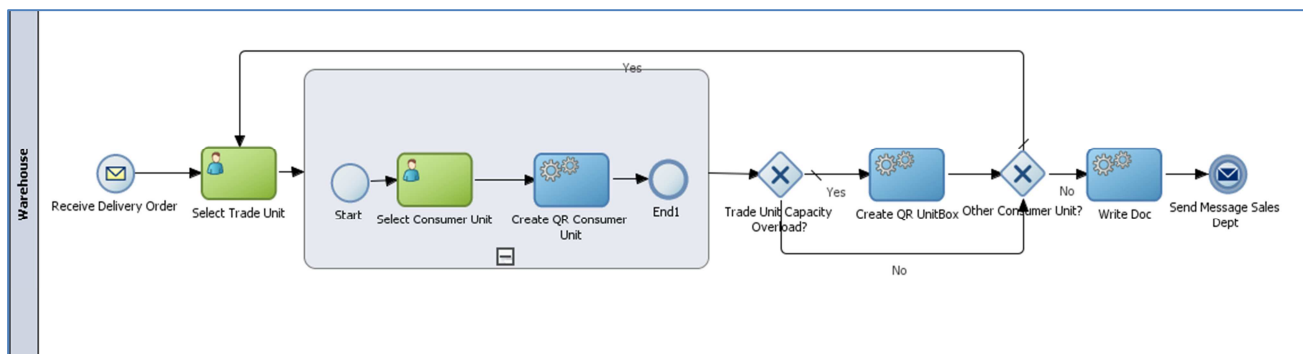 Warehouse
Yes
Receive Delivery Order
Select Trade Unit
Start
Select Consumer Unit
Create QR Consumer
Unit
End1
Trade Unit Capacity
Overload?
Yes
No
Create QR UnitBox
Other Consumer Unit?
No
Write Doc
Send Message Sales
Dept